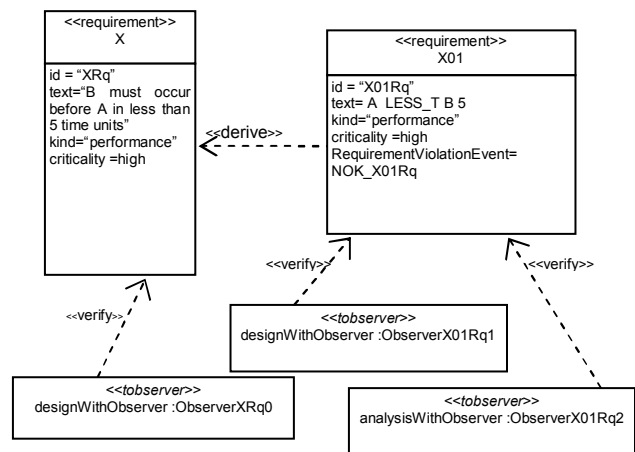 <<requirement>>
X
id = “XRq”
text=“B must occur
before A in less than
5 time units”
kind=“performance”
criticality =high
<<derive>>
<<requirement>>
X01
id = “X01Rq”
text= A LESS_T B 5
kind=“performance”
criticality =high
RequirementViolationEvent=
NOK_X01Rq
<<verify>>
<<verify>>
<<verify>>
<<tobserver>>
designWithObserver :ObserverX01Rq1
<<tobserver>>
designWithObserver :ObserverXRq0
<<tobserver>>
analysisWithObserver :ObserverX01Rq2